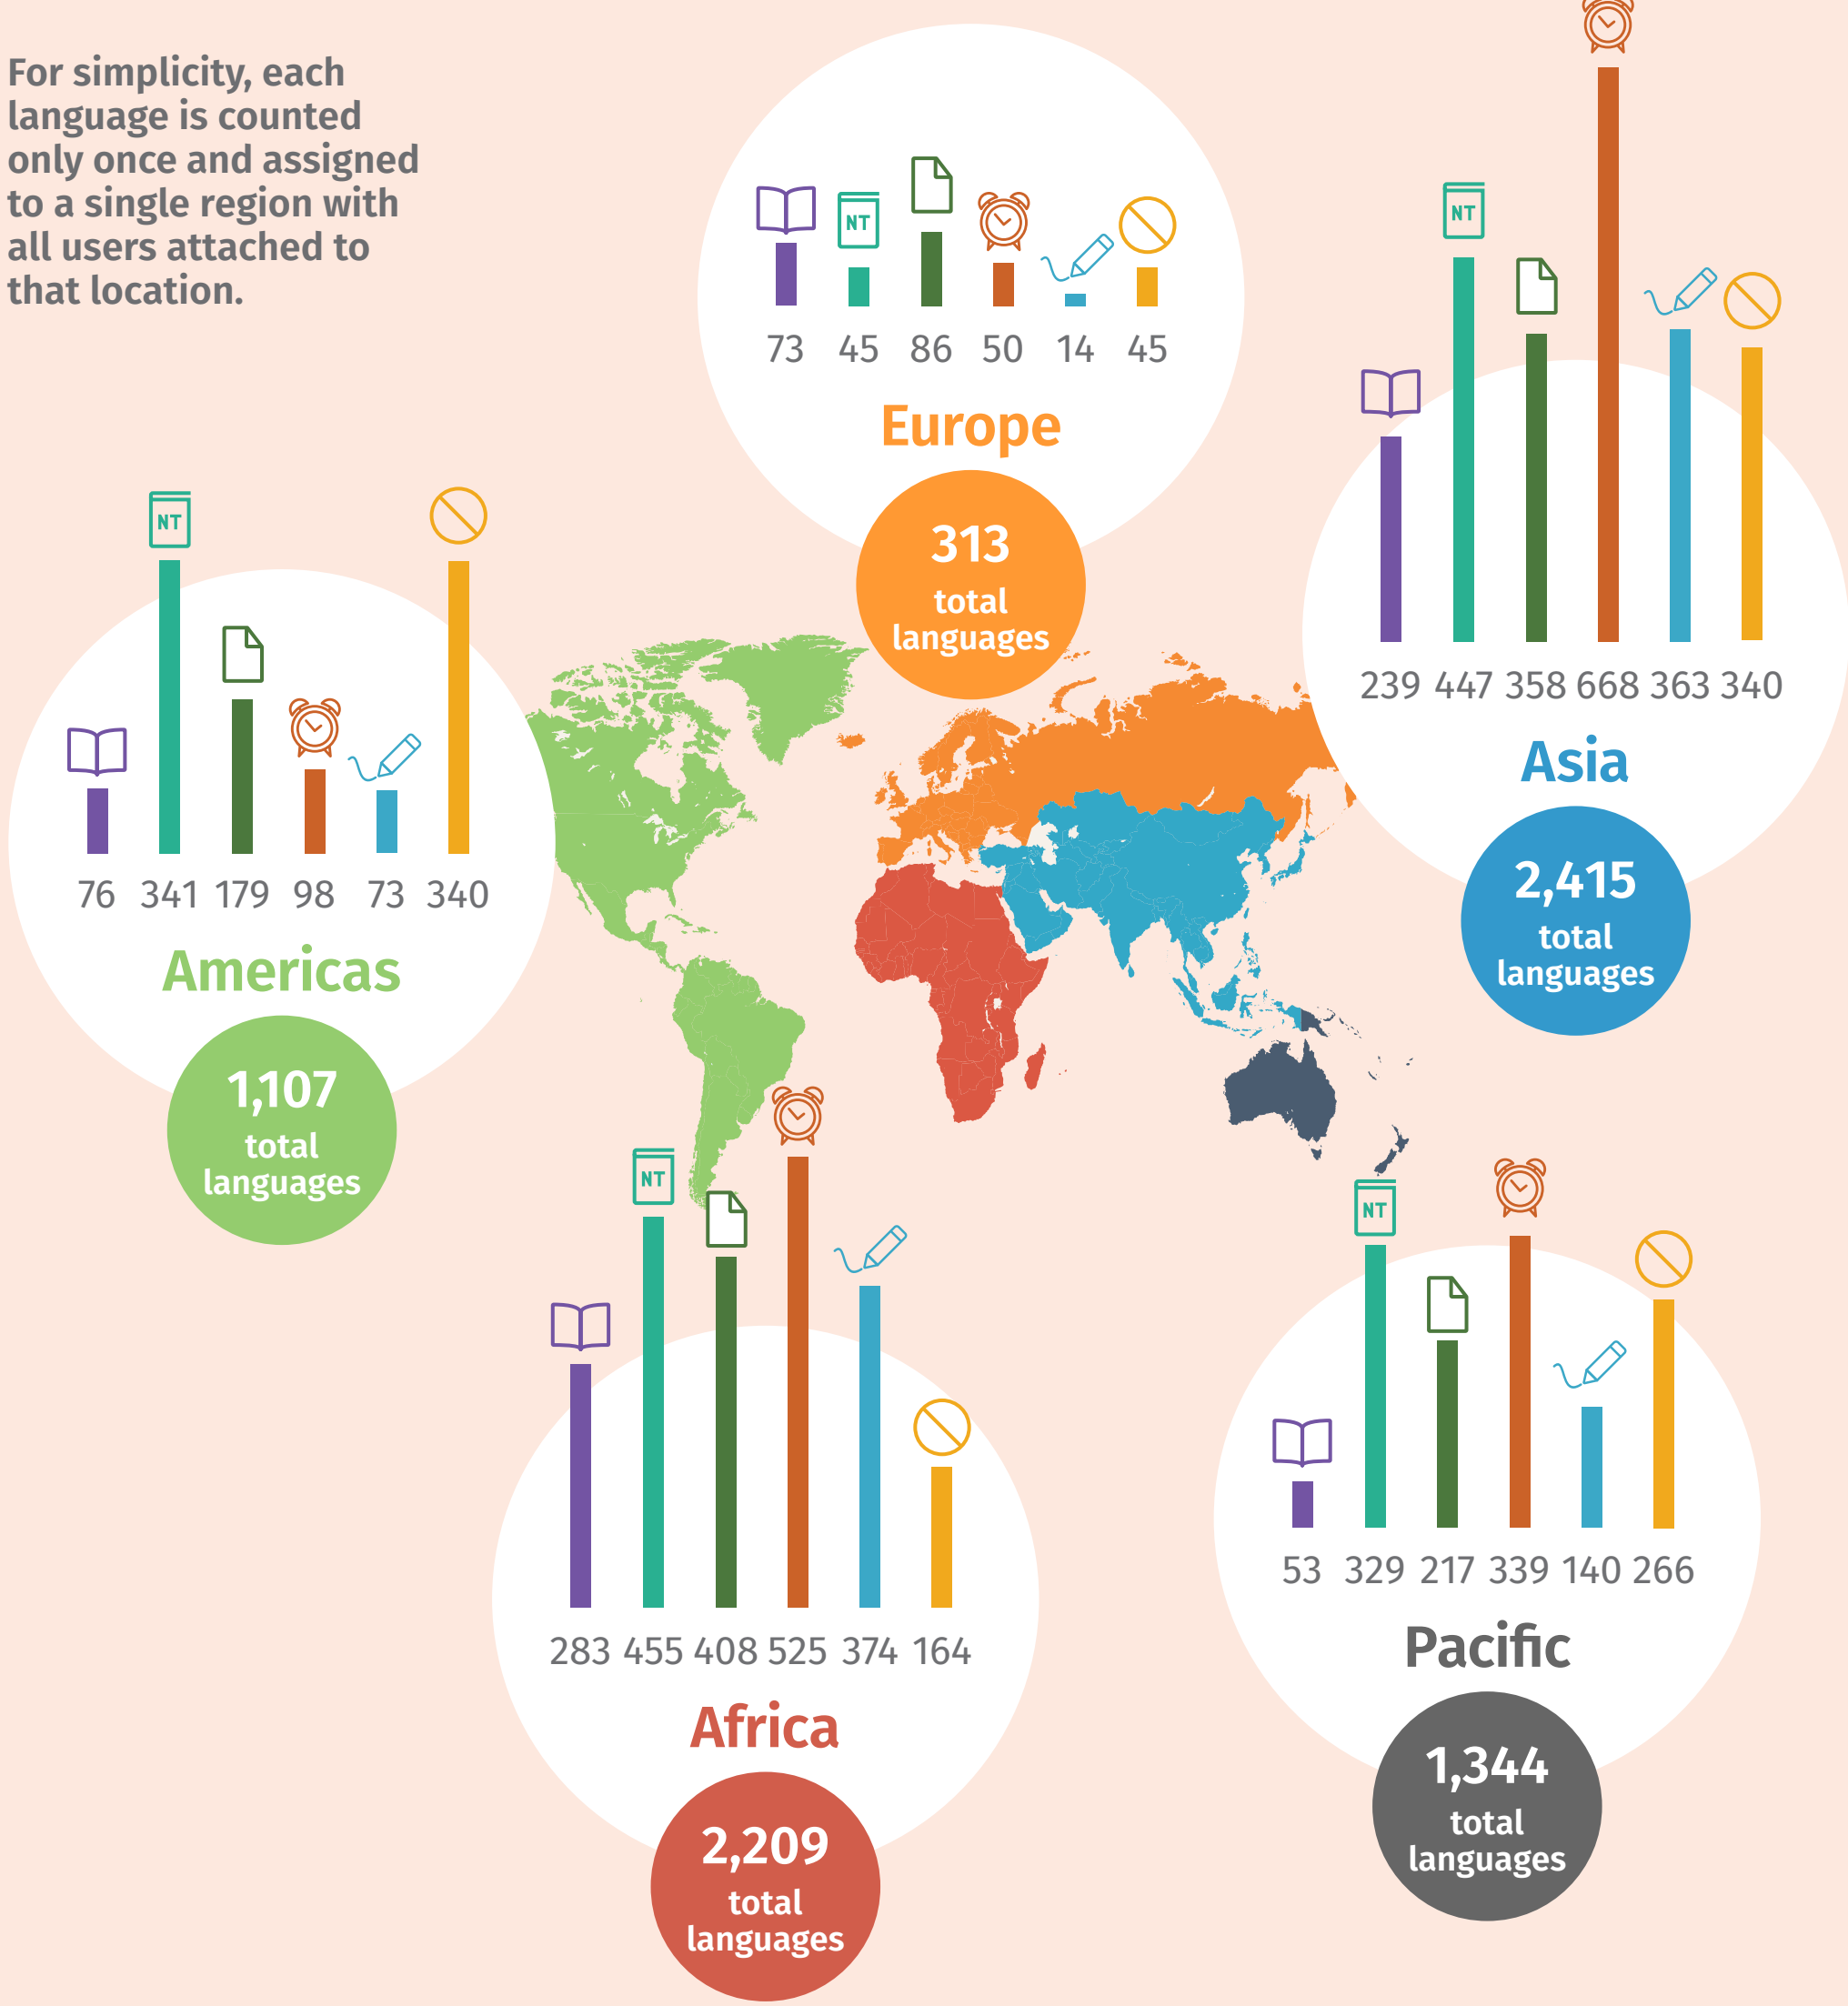 For simplicity, each
language is counted
only once and assigned
to a single region with
all users attached to
that location.
NT
73 45 86 50 14 45
Europe
313
total
languages
NT
239 447 358 668 363 340
Asia
2,415
total
languages
NT
76 341 179 98 73 340
Americas
1,107
total
languages
NT
283 455 408 525 374 164
Africa
2,209
total
languages
NT
53 329 217 339 140 266
Pacific
1,344
total
languages